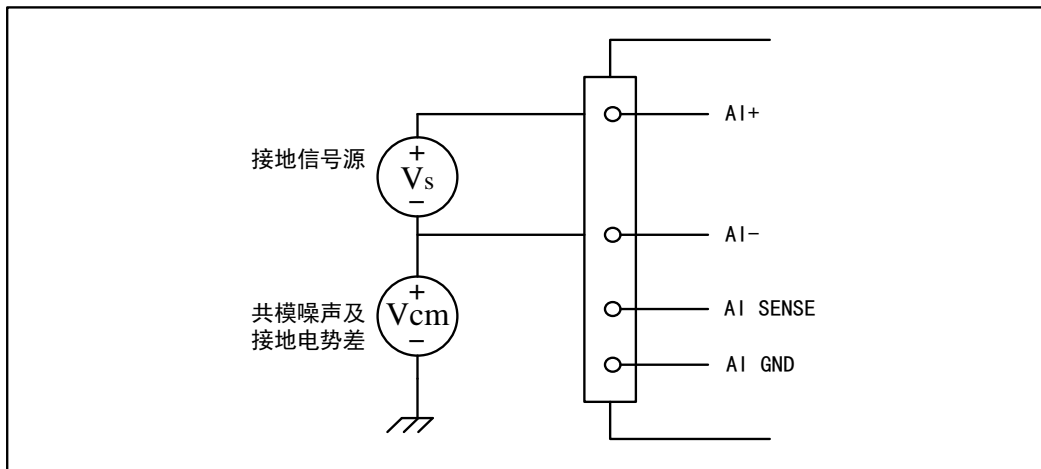 AI+
接地信号源
+
Vs
−
AI−
+
共模噪声及
Vcm
AI SENSE
接地电势差
−
AI GND